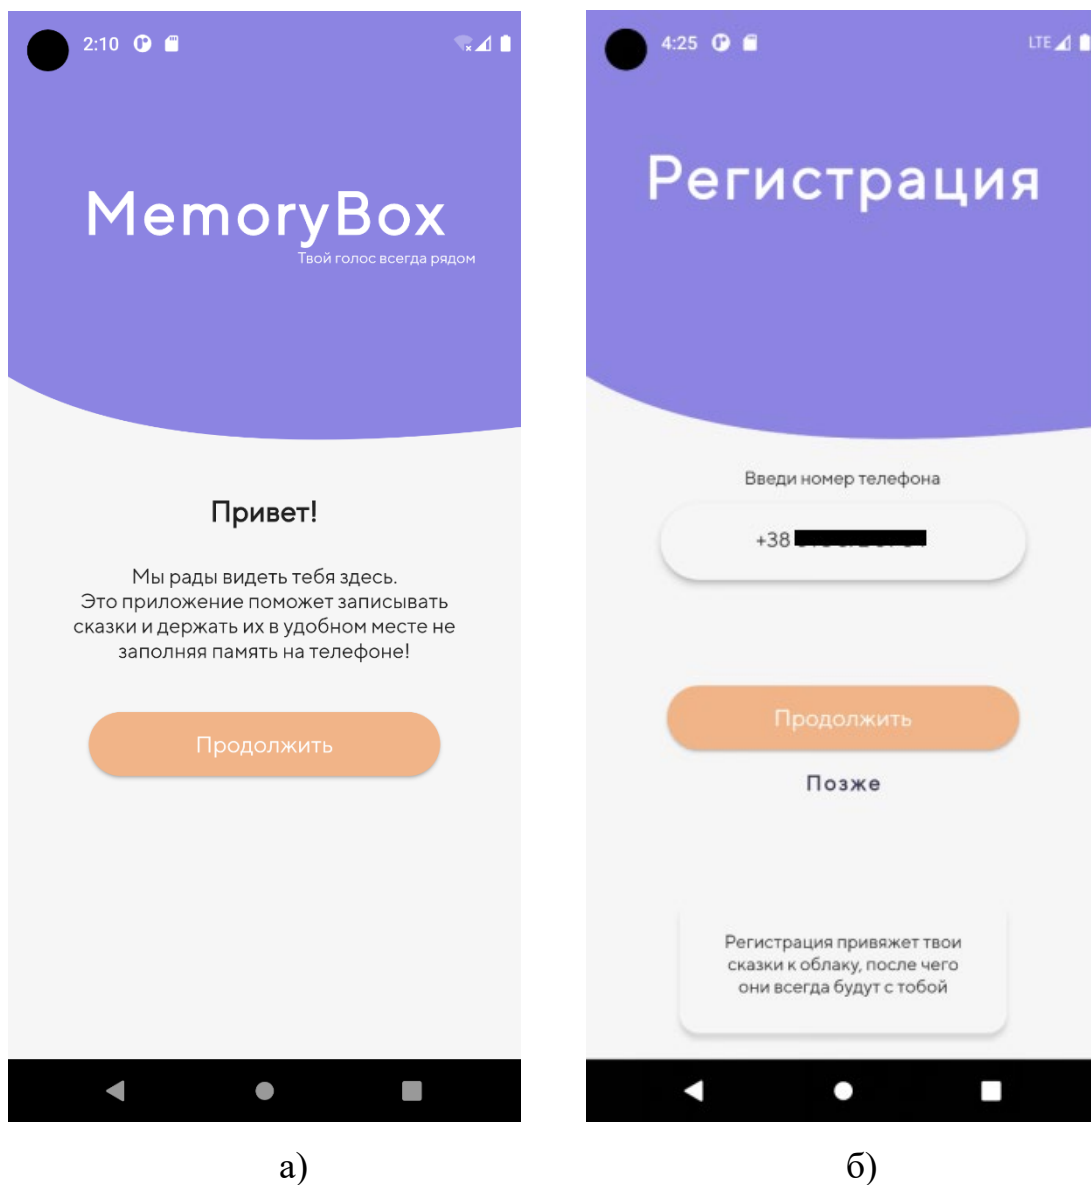 2:10
MemoryBox
Твой голос всегда рядом
Привет!
Мы рады видеть тебя здесь.
Это приложение поможет записывать
сказки и держать их в удобном месте не
заполняя память на телефоне!
Продолжить
а)
4:25
LTE
Регистрация
Введи номер телефона
+38
Продолжить
Позже
Регистрация привяжет твои
сказки к облаку, после чего
они всегда будут с тобой
б)